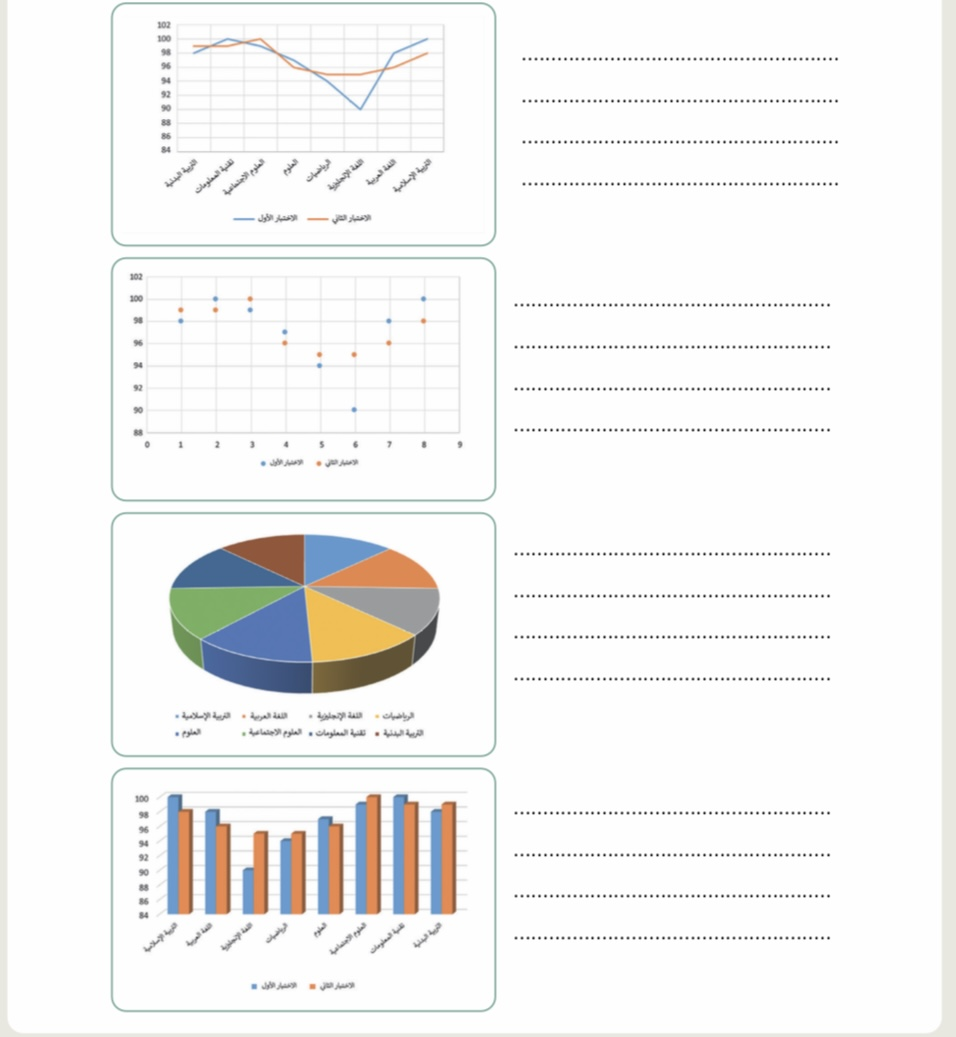 102
100
98
96
94
92
90
88
86
84
التربية البدنية
تقنية المعلومات
العلوم الاجتماعية
العلوم
الرياضيات
اللغة الإنجليزية
اللغة العربية
التربية الإسلامية
الاختبار الأول الاختبار الثاني
102
100
98
96
94
92
90
88
0 1 2 3 4 5 6 7 8 9
الاختبار الأول الاختبار الثاني
التربية الإسلامية اللغة العربية اللغة الإنجليزية الرياضيات
العلوم العلوم الاجتماعية تقنية المعلومات التربية البدنية
100
98
96
94
92
90
88
86
84
التربية الإسلامية
اللغة العربية
اللغة الإنجليزية
الرياضيات
العلوم
العلوم الاجتماعية
تقنية المعلومات
التربية البدنية
الاختبار الأول الاختبار الثاني